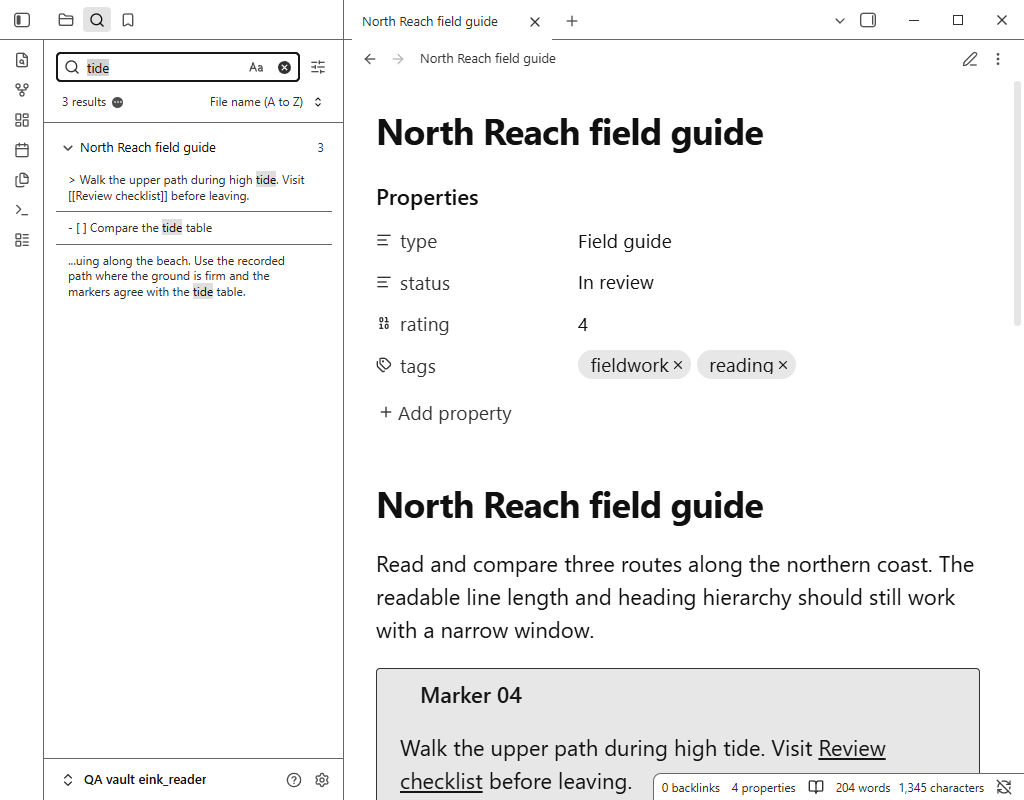 North Reach field guide
tide
Aa
3 results
File name (A to Z)
North Reach field guide
3
> Walk the upper path during high tide. Visit
[[Review checklist]] before leaving.
- [ ] Compare the tide table
...uing along the beach. Use the recorded
path where the ground is firm and the
markers agree with the tide table.
QA vault eink_reader
North Reach field guide
North Reach field guide
Properties
type
Field guide
status
In review
rating
4
tags
fieldwork
reading
Add property
North Reach field guide
Read and compare three routes along the northern coast. The
readable line length and heading hierarchy should still work
with a narrow window.
Marker 04
Walk the upper path during high tide. Visit Review
checklist before leaving.
0 backlinks
4 properties
204 words
1,345 characters